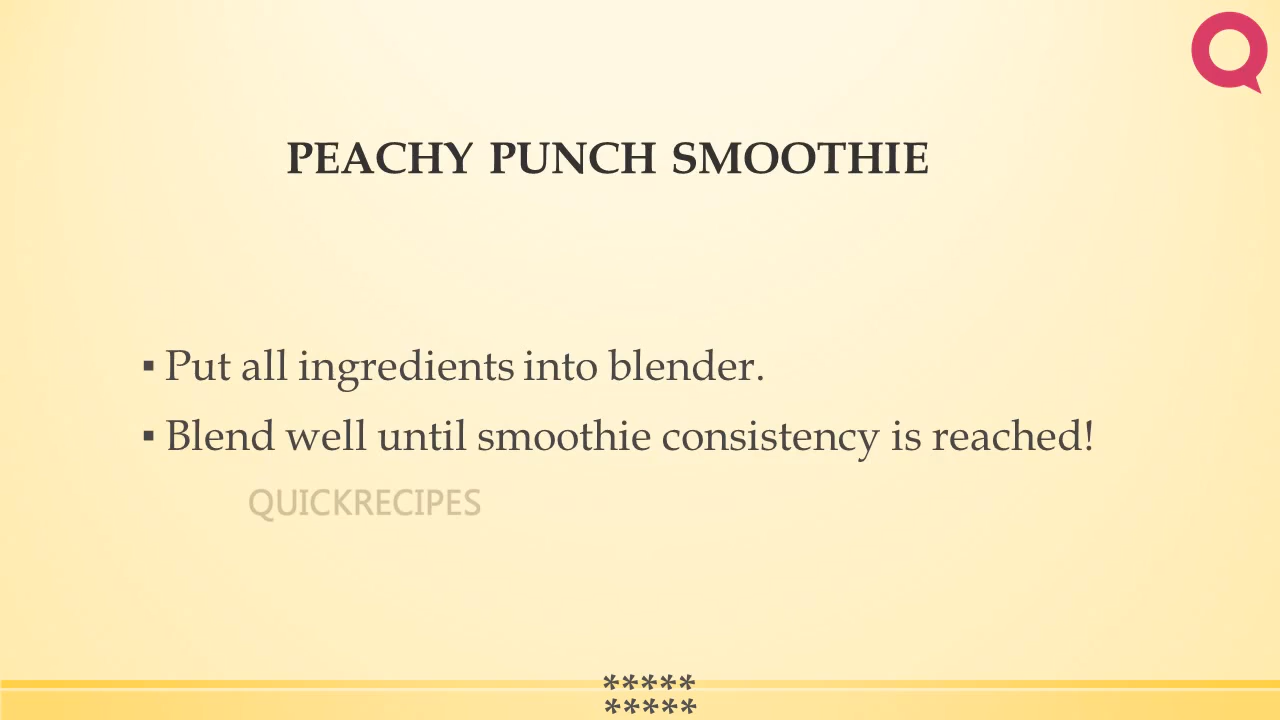 PEACHY PUNCH SMOOTHIE
▪ Put all ingredients into blender.
▪ Blend well until smoothie consistency is reached!
QUICKRECIPES
*****
*****